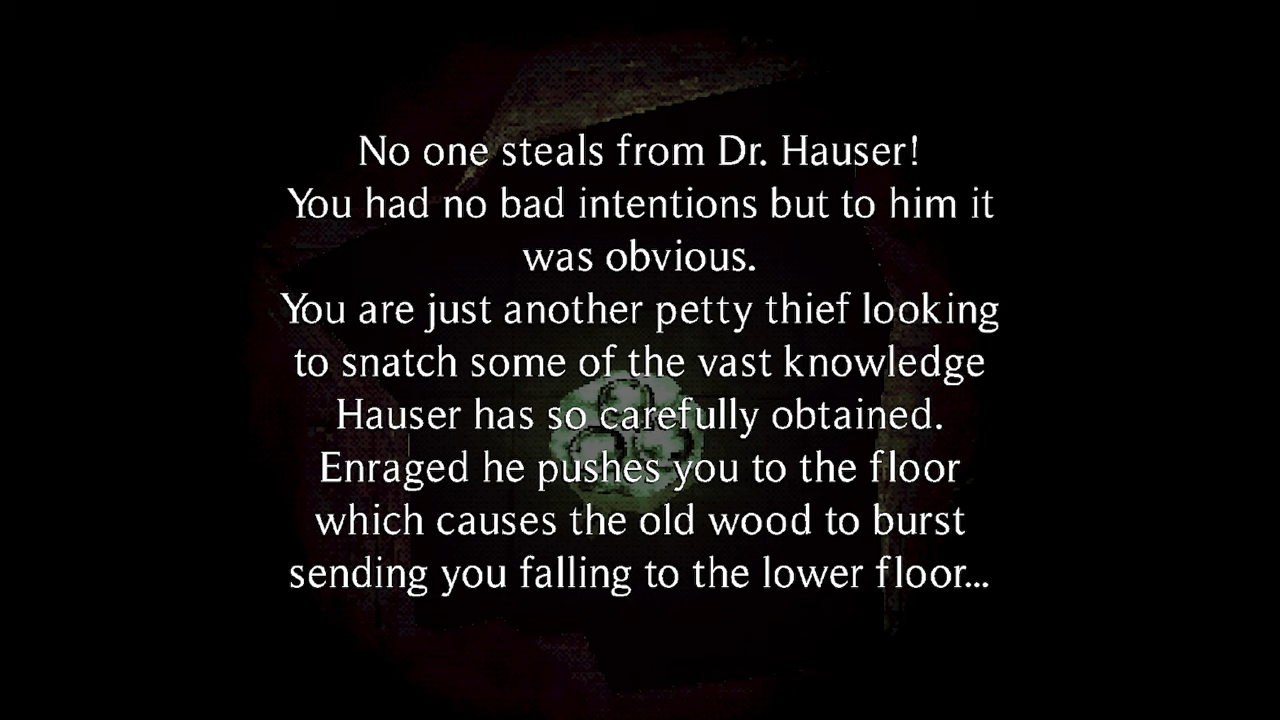 No one steals from Dr. Hauser!
You had no bad intentions but to him it
was obvious.
You are just another petty thief looking
to snatch some of the vast knowledge
Hauser has so carefully obtained.
Enraged he pushes you to the floor
which causes the old wood to burst
sending you falling to the lower floor...